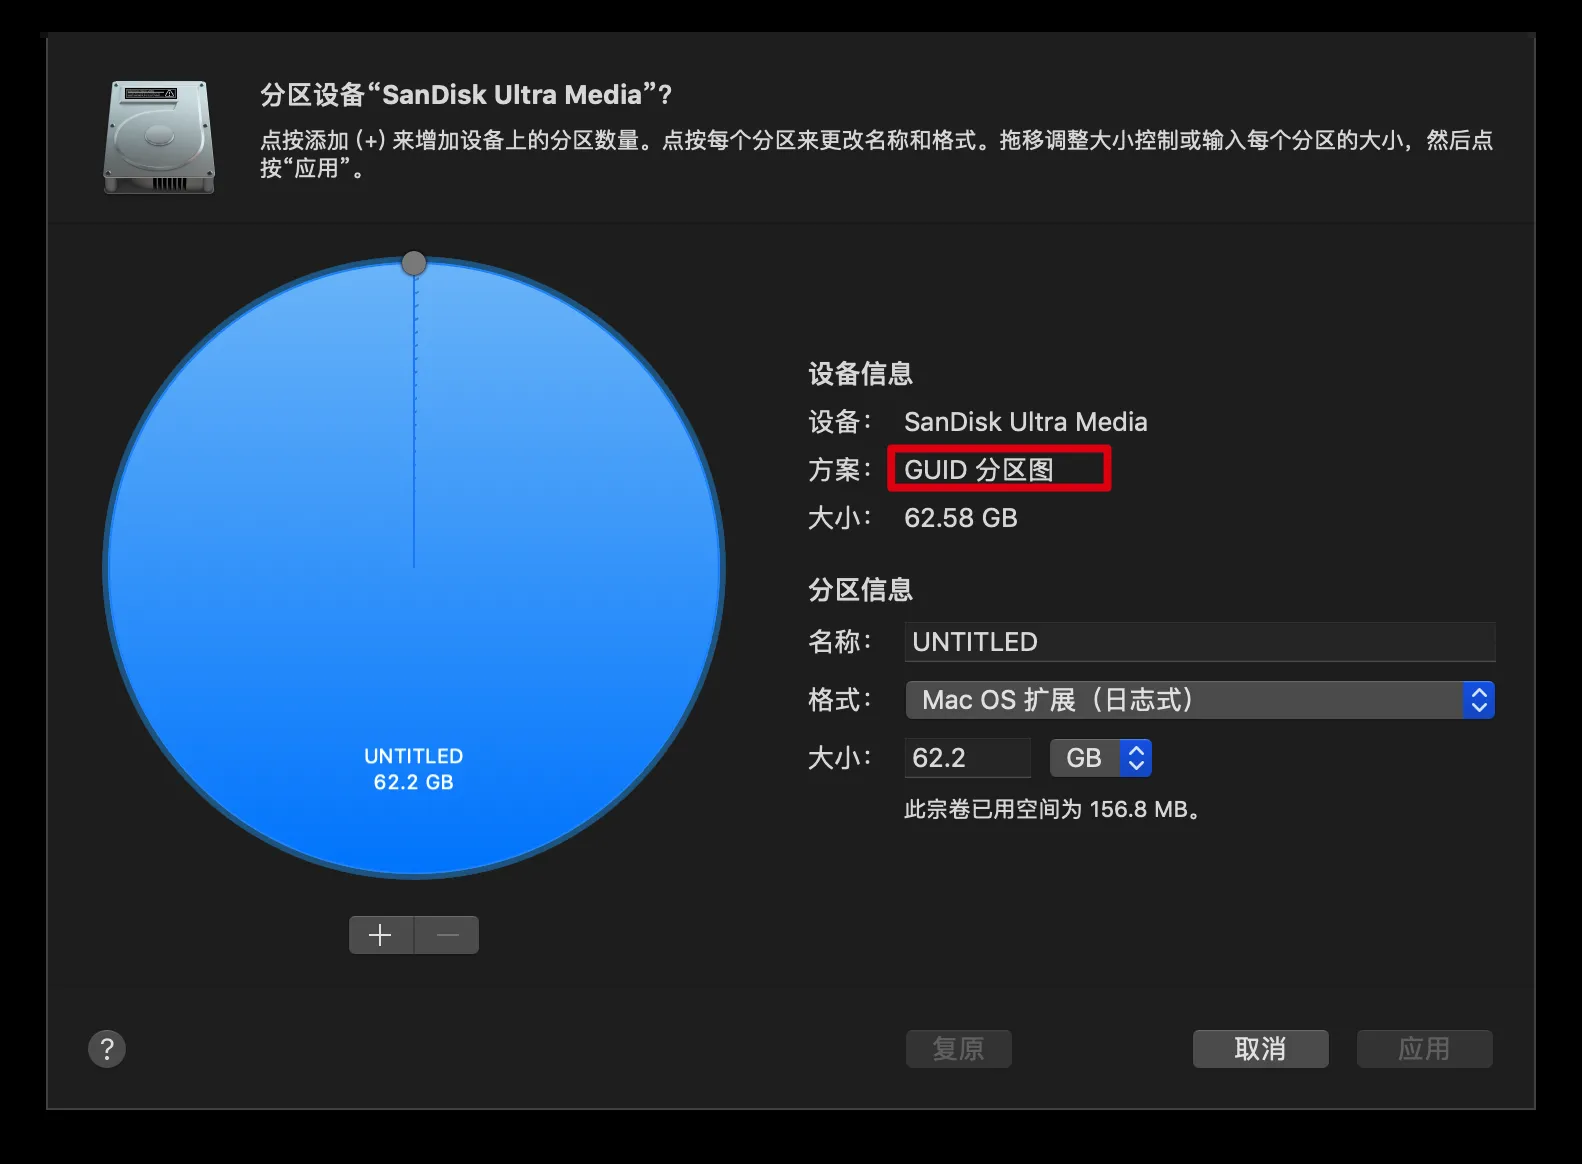 分区设备“SanDisk Ultra Media”?
点按添加 (+) 来增加设备上的分区数量。点按每个分区来更改名称和格式。拖移调整大小控制或输入每个分区的大小，然后点
按“应用”。
设备信息
设备： SanDisk Ultra Media
方案： GUID 分区图
大小： 62.58 GB
分区信息
名称： UNTITLED
格式： Mac OS 扩展（日志式）
大小： 62.2 GB
此宗卷已用空间为 156.8 MB。
UNTITLED
62.2 GB
?
复原 取消 应用